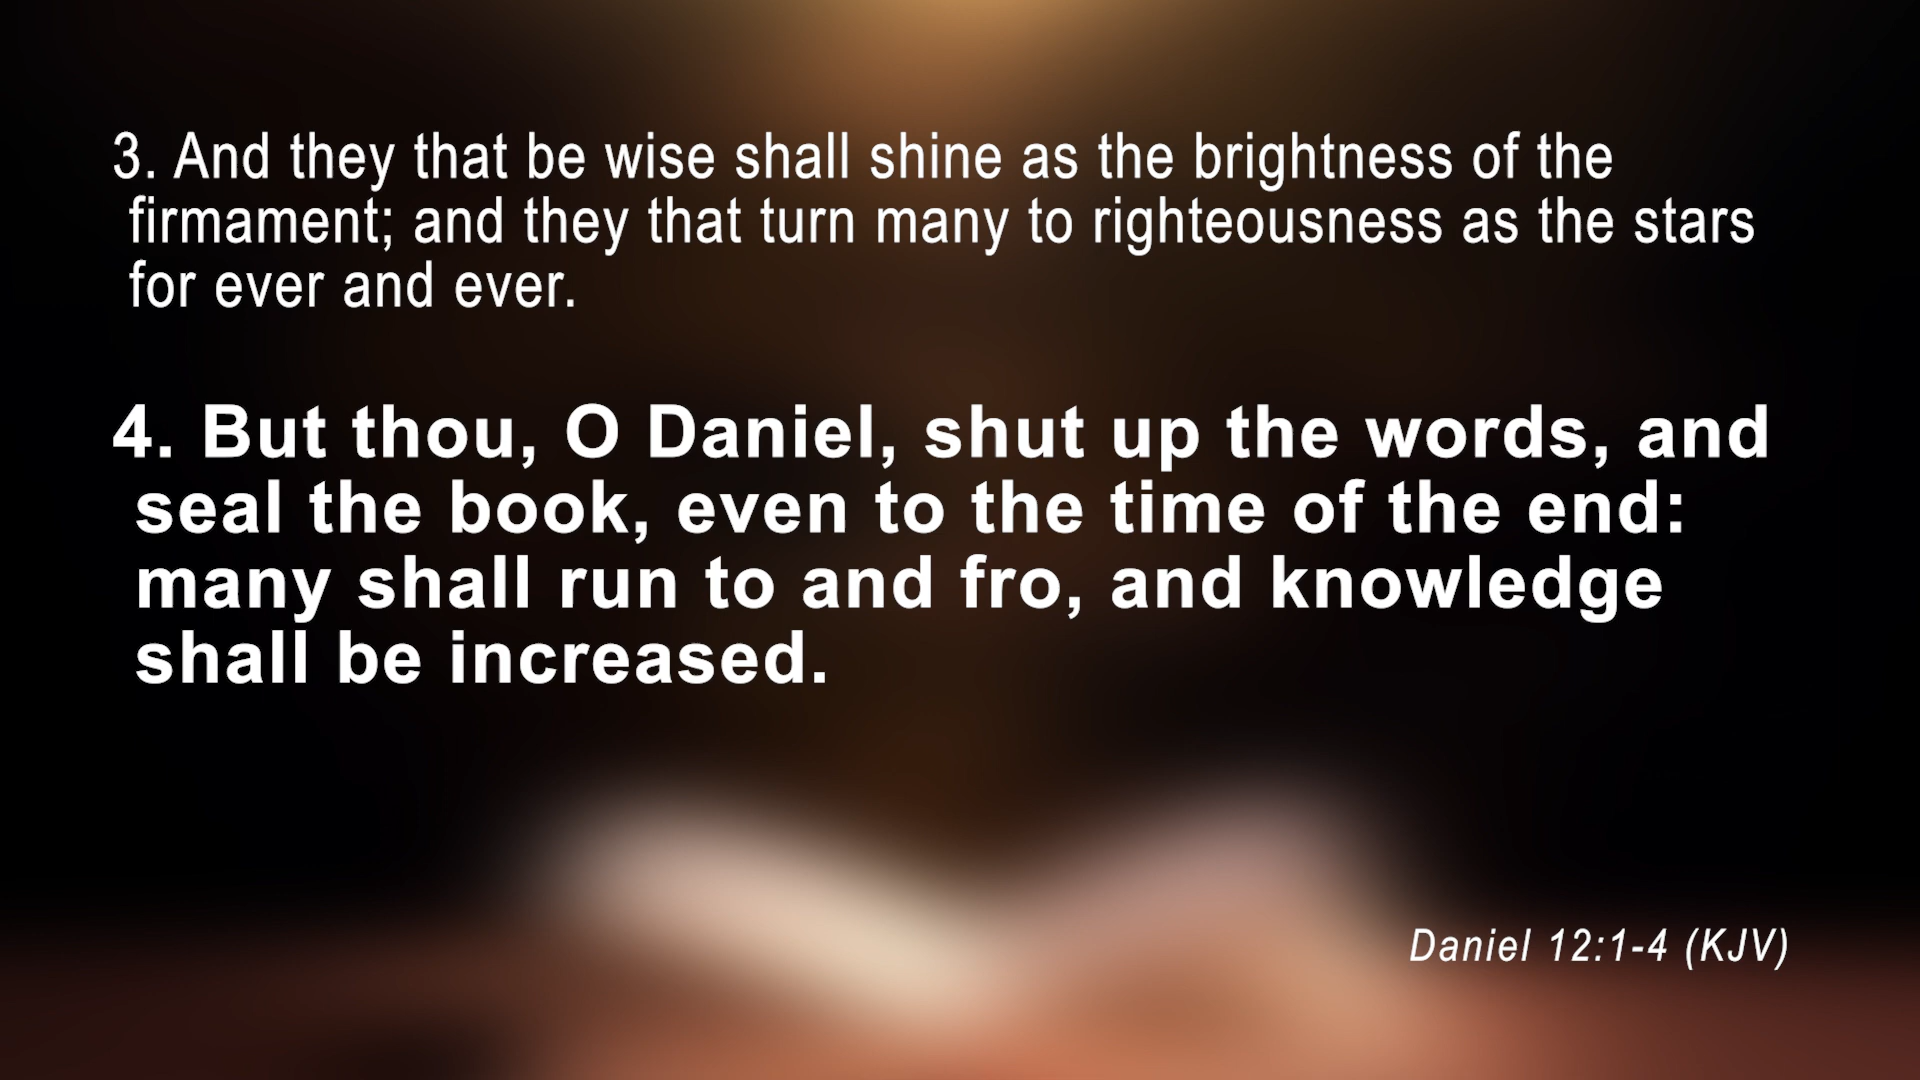 3. And they that be wise shall shine as the brightness of the
firmament; and they that turn many to righteousness as the stars
for ever and ever.
4. But thou, O Daniel, shut up the words, and
seal the book, even to the time of the end:
many shall run to and fro, and knowledge
shall be increased.
Daniel 12:1-4 (KJV)